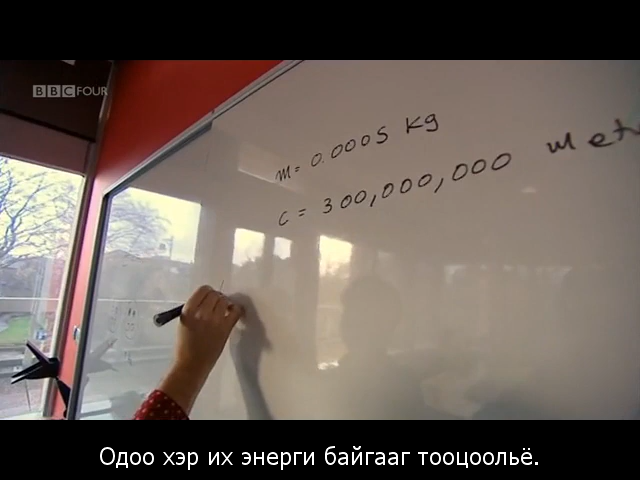 BBC FOUR
m = 0.0005 kg
c = 300,000,000
Одоо хэр их энерги байгааг тооцоольё.